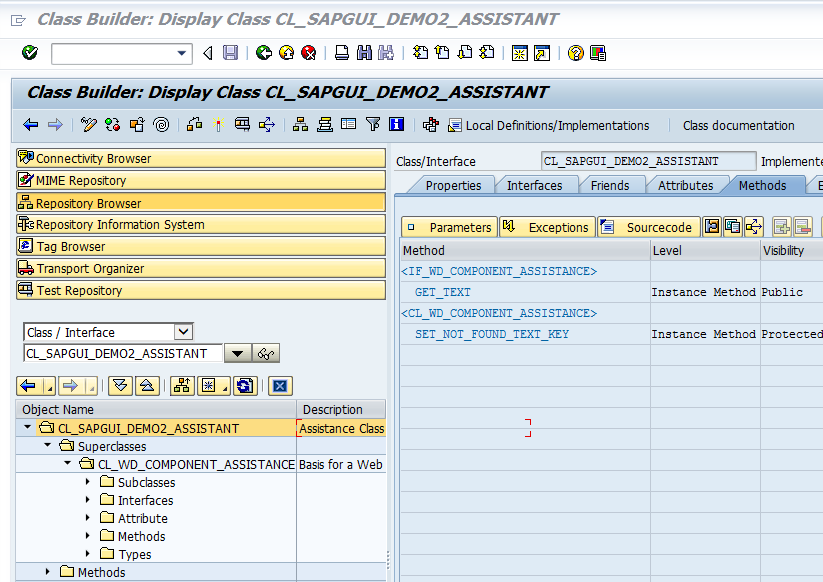 Class Builder: Display Class CL_SAPGUI_DEMO2_ASSISTANT
Class Builder: Display Class CL_SAPGUI_DEMO2_ASSISTANT
Local Definitions/Implementations Class documentation
Connectivity Browser
MIME Repository
Repository Browser
Repository Information System
Tag Browser
Transport Organizer
Test Repository
Class / Interface
CL_SAPGUI_DEMO2_ASSISTANT
Object Name Description
CL_SAPGUI_DEMO2_ASSISTANT Assistance Class
Superclasses
CL_WD_COMPONENT_ASSISTANCE Basis for a Web
Subclasses
Interfaces
Attribute
Methods
Types
Methods
Class/Interface CL_SAPGUI_DEMO2_ASSISTANT Implemente
Properties Interfaces Friends Attributes Methods E
Parameters Exceptions Sourcecode
Method Level Visibility
<IF_WD_COMPONENT_ASSISTANCE>
GET_TEXT Instance Method Public
<CL_WD_COMPONENT_ASSISTANCE>
SET_NOT_FOUND_TEXT_KEY Instance Method Protected